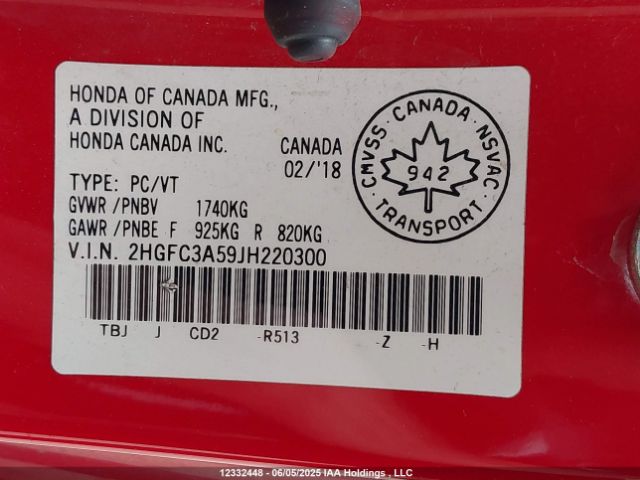 HONDA OF CANADA MFG.,
A DIVISION OF
HONDA CANADA INC. CANADA
02/'18
TYPE: PC/VT
GVWR/PNBV 1740KG
GAWR/PNBE F 925KG R 820KG
V.I.N. 2HGFC3A59JH220300
TBJ J CD2 -R513 -Z -H
CMVSS · CANADA · NSVAC
942
· TRANSPORT ·
12332448 - 06/05/2025 IAA Holdings , LLC